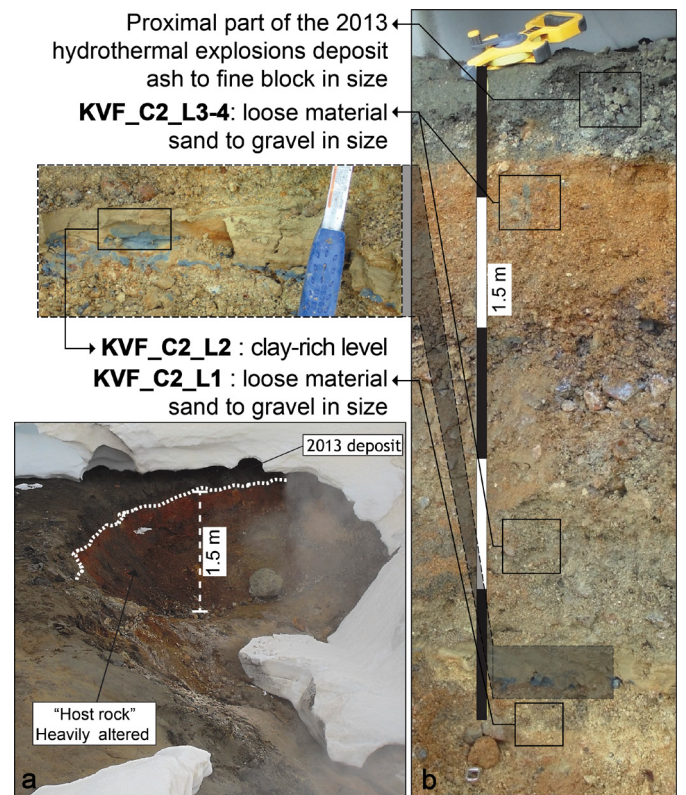 Proximal part of the 2013
hydrothermal explosions deposit
ash to fine block in size
KVF_C2_L3-4: loose material
sand to gravel in size
KVF_C2_L2 : clay-rich level
KVF_C2_L1 : loose material
sand to gravel in size
1.5 m
2013 deposit
1.5 m
"Host rock"
Heavily altered
a
b